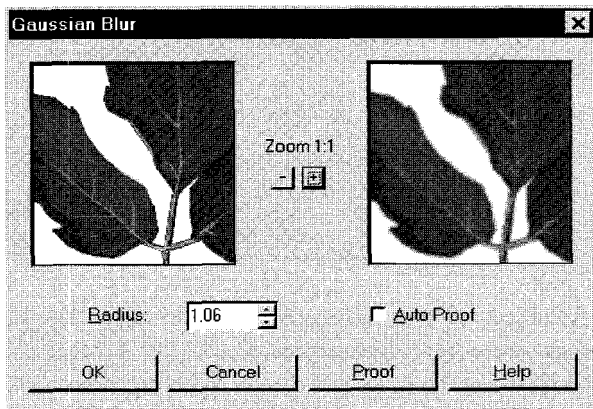 Gaussian Blur
Zoom 1:1
Radius: 1.06
Auto Proof
OK Cancel Proof Help